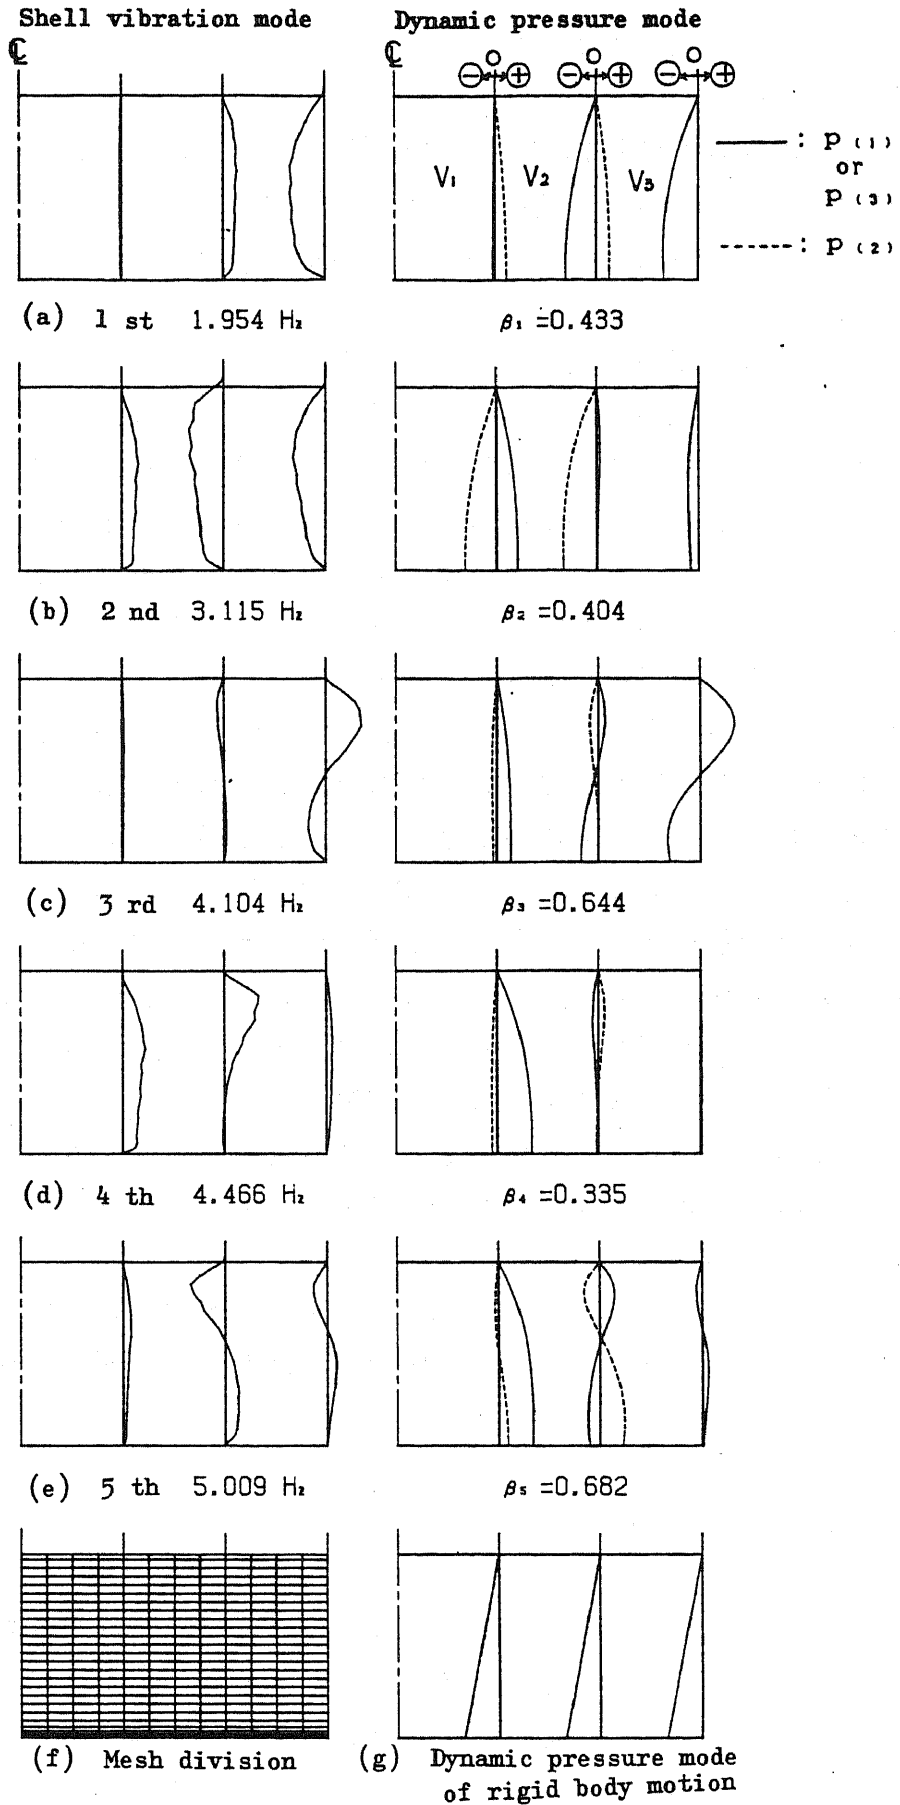 Shell vibration mode Dynamic pressure mode
℄ ℄ 0 0 0
⊖ ⊕ ⊖ ⊕ ⊖ ⊕
V₁ V₂ V₃
——— : P (1)
or
P (3)
------ : P (2)
(a) 1 st 1.954 Hz β₁ =0.433
(b) 2 nd 3.115 Hz β₂ =0.404
(c) 3 rd 4.104 Hz β₃ =0.644
(d) 4 th 4.466 Hz β₄ =0.335
(e) 5 th 5.009 Hz β₅ =0.682
(f) Mesh division (g) Dynamic pressure mode
of rigid body motion